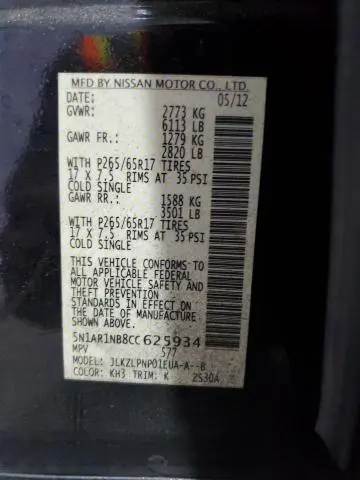 MFD BY NISSAN MOTOR CO., LTD.
DATE: 05/12
GVWR: 2773 KG
6113 LB
GAWR FR: 1279 KG
2820 LB
WITH P265/65R17 TIRES
17 X 7.5 RIMS AT 35 PSI
COLD SINGLE
GAWR RR.: 1588 KG
3501 LB
WITH P265/65R17 TIRES
17 X 7.5 RIMS AT 35 PSI
COLD SINGLE
THIS VEHICLE CONFORMS TO
ALL APPLICABLE FEDERAL
MOTOR VEHICLE SAFETY AND
THEFT PREVENTION
STANDARDS IN EFFECT ON
THE DATE OF MANUFACTURE
SHOWN ABOVE
5N1AR1NB8CC625934
MPV 577
MODEL: JLKZLPNP01EUA-A--B
COLOR: KH3 TRIM: K 2S30A